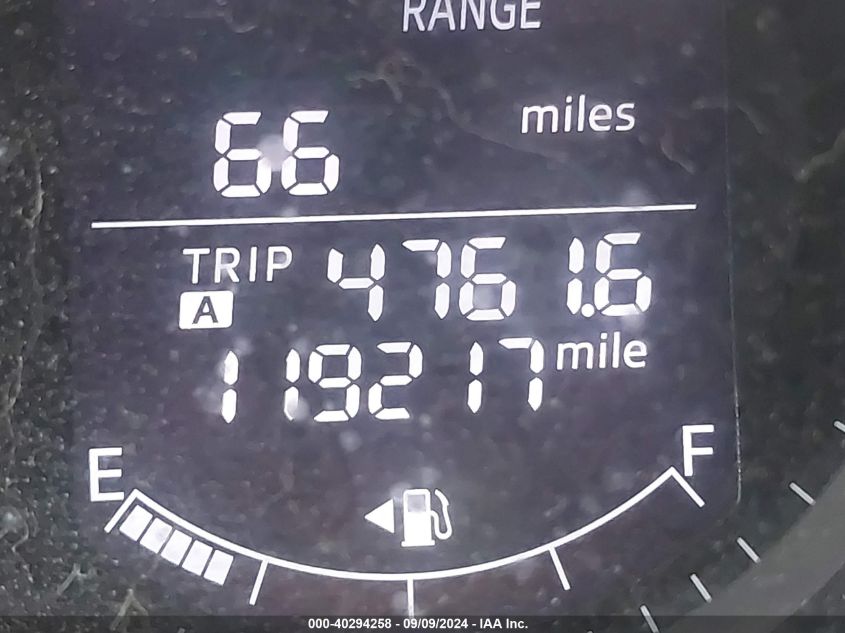 RANGE
66 miles
TRIP 4761.6
A
119217 mile
E F
000-40294258 - 09/09/2024 - IAA Inc.